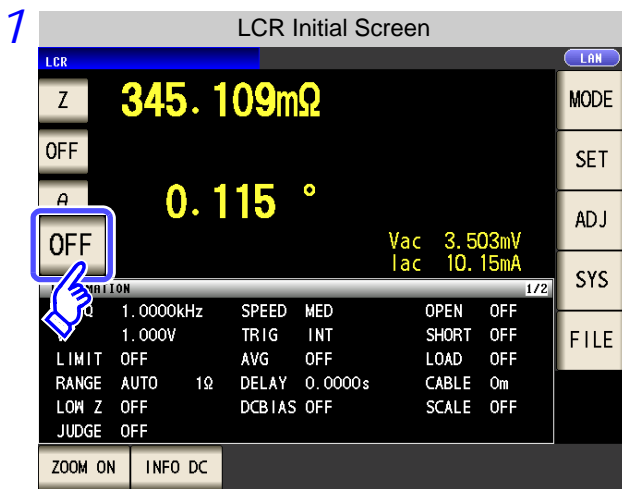 1
LCR Initial Screen
LCR
LAN
Z
345.109mΩ
MODE
OFF
SET
θ
0.115 °
ADJ
OFF
Vac 3.503mV
Iac 10.15mA
SYS
1/2
1.0000kHz SPEED MED OPEN OFF
1.000V TRIG INT SHORT OFF
FILE
LIMIT OFF AVG OFF LOAD OFF
RANGE AUTO 1Ω DELAY 0.0000s CABLE 0m
LOW Z OFF DCBIAS OFF SCALE OFF
JUDGE OFF
ZOOM ON INFO DC